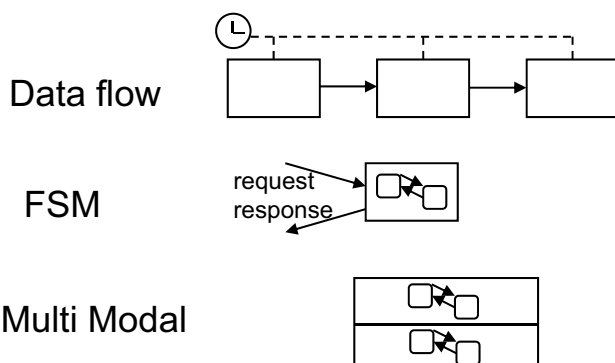 Data flow
FSM
request
response
Multi Modal